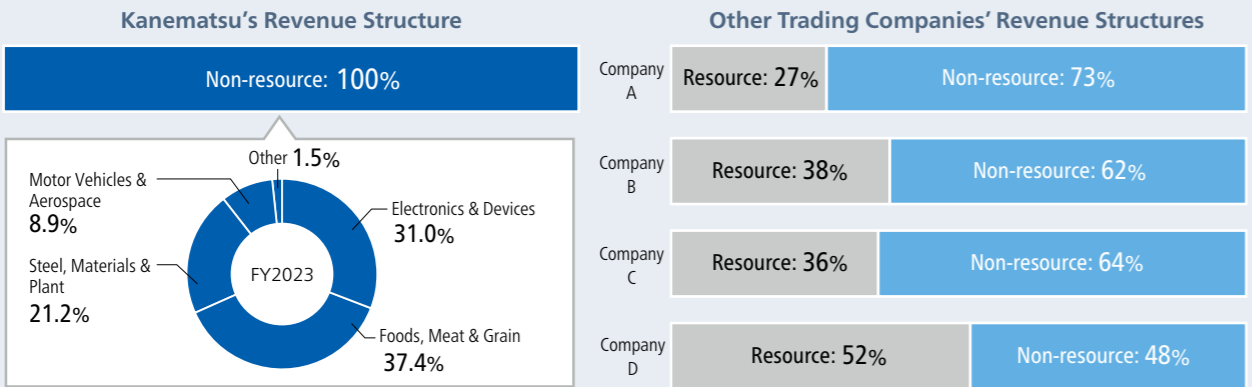 Kanematsu's Revenue Structure
Non-resource: 100%
Other 1.5%
Motor Vehicles &
Aerospace
8.9%
Electronics & Devices
31.0%
FY2023
Steel, Materials &
Plant
21.2%
Foods, Meat & Grain
37.4%
Other Trading Companies' Revenue Structures
Company
A
Resource: 27%
Non-resource: 73%
Company
B
Resource: 38%
Non-resource: 62%
Company
C
Resource: 36%
Non-resource: 64%
Company
D
Resource: 52%
Non-resource: 48%